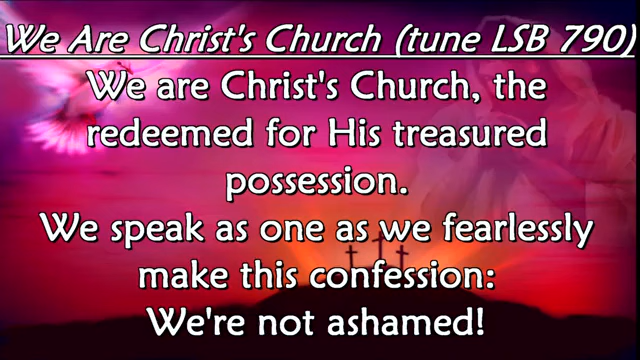 We Are Christ's Church (tune LSB 790)
We are Christ's Church, the
redeemed for His treasured
possession.
We speak as one as we fearlessly
make this confession:
We're not ashamed!